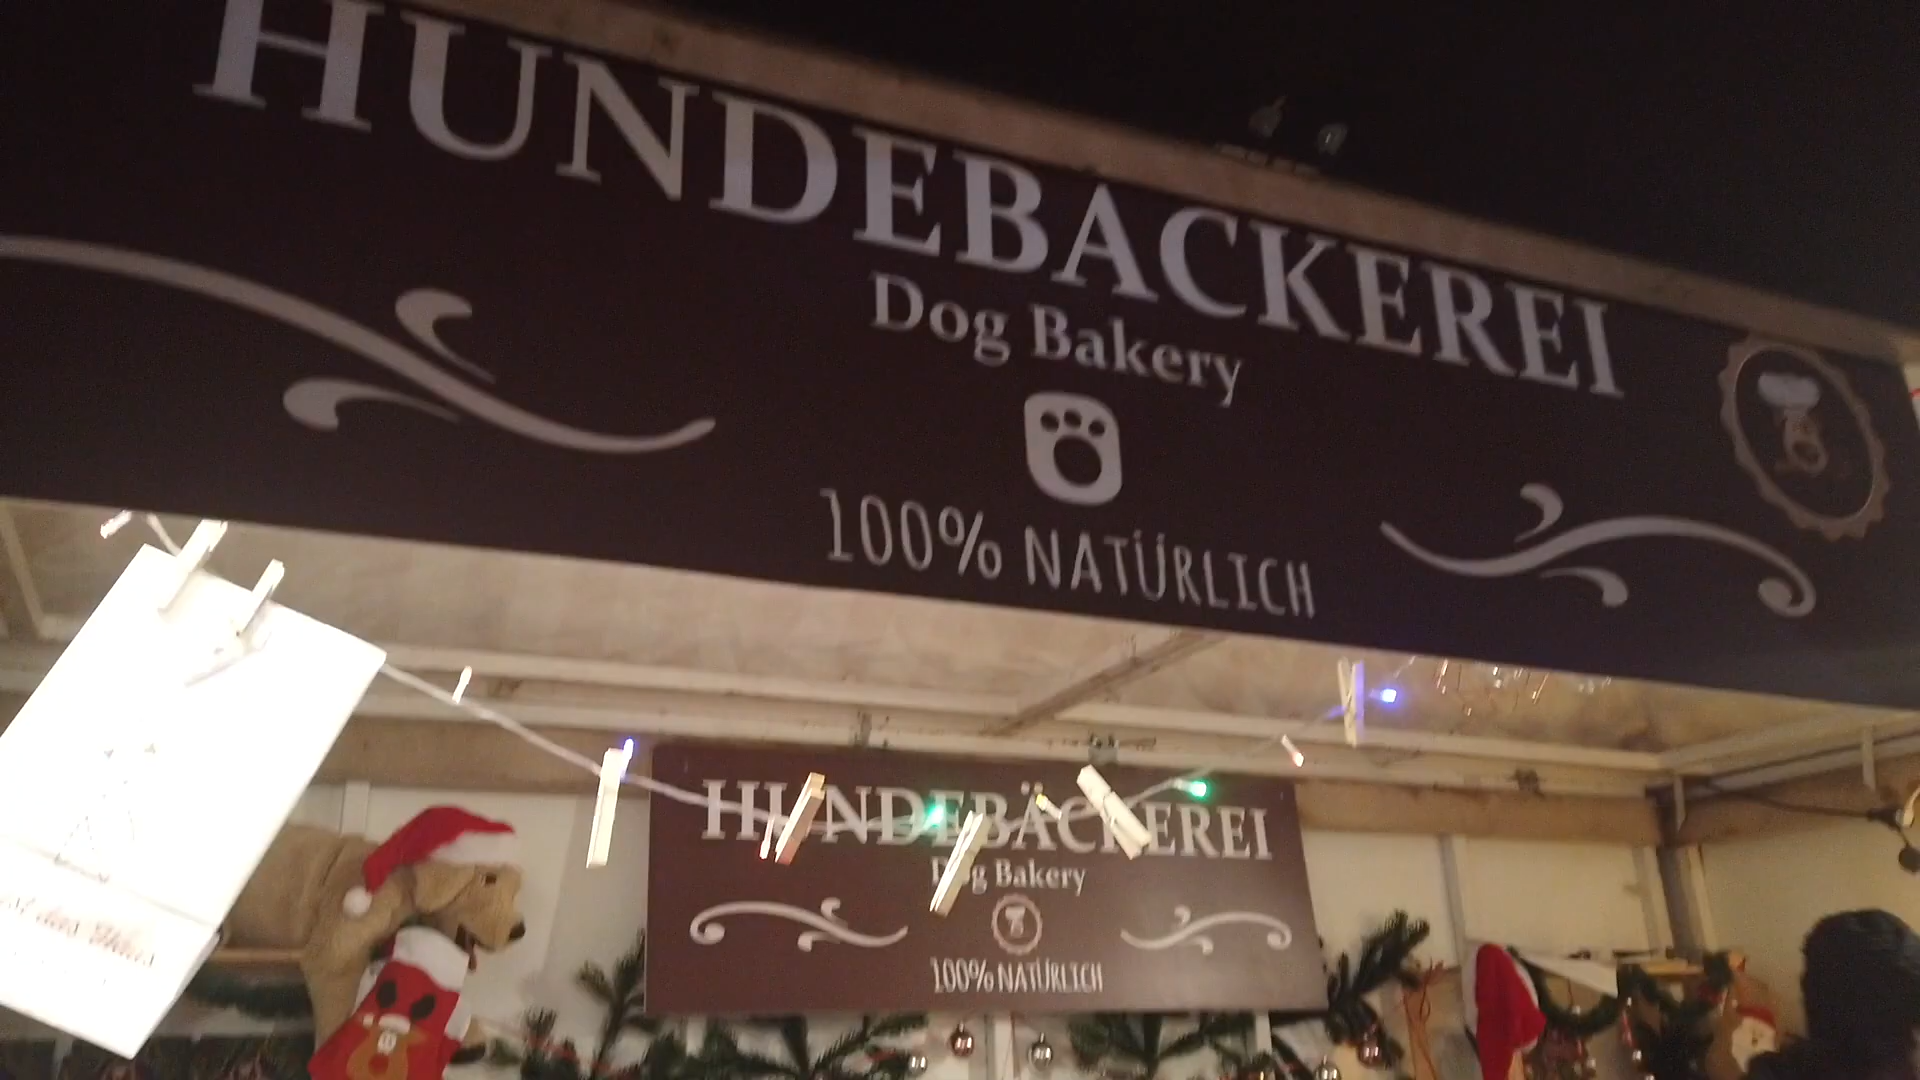 HUNDEBACKEREI
Dog Bakery
100% NATÜRLICH
HUNDEBÄCKEREI
Dog Bakery
100% NATÜRLICH